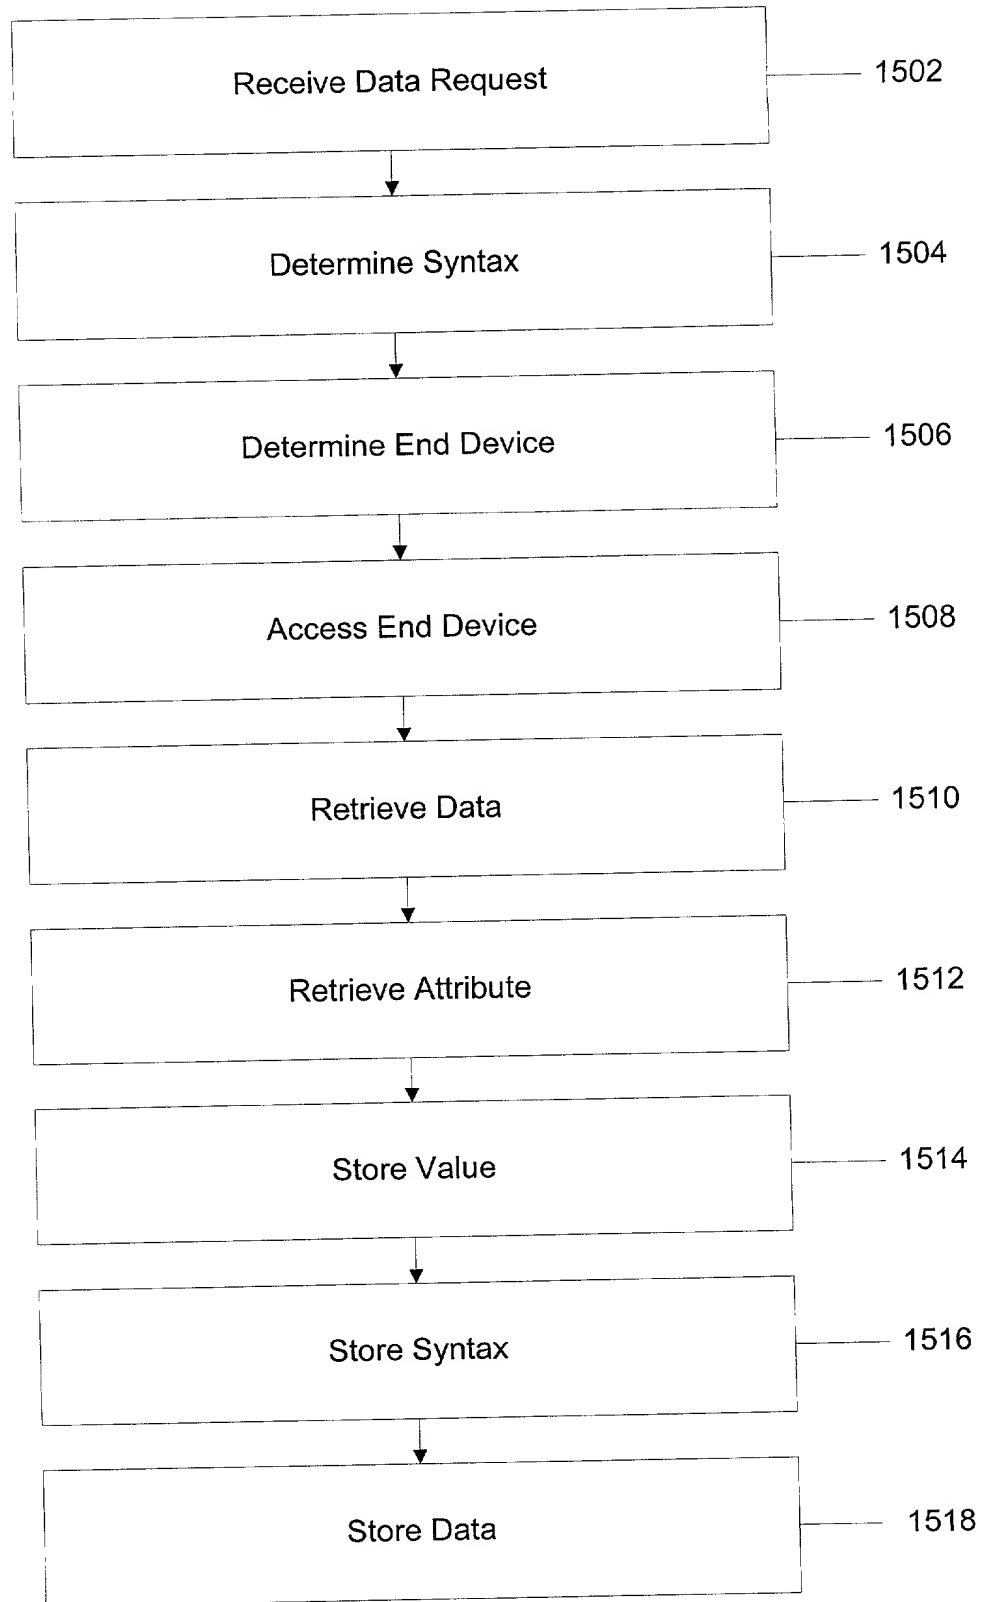 Receive Data Request 1502
Determine Syntax 1504
Determine End Device 1506
Access End Device 1508
Retrieve Data 1510
Retrieve Attribute 1512
Store Value 1514
Store Syntax 1516
Store Data 1518